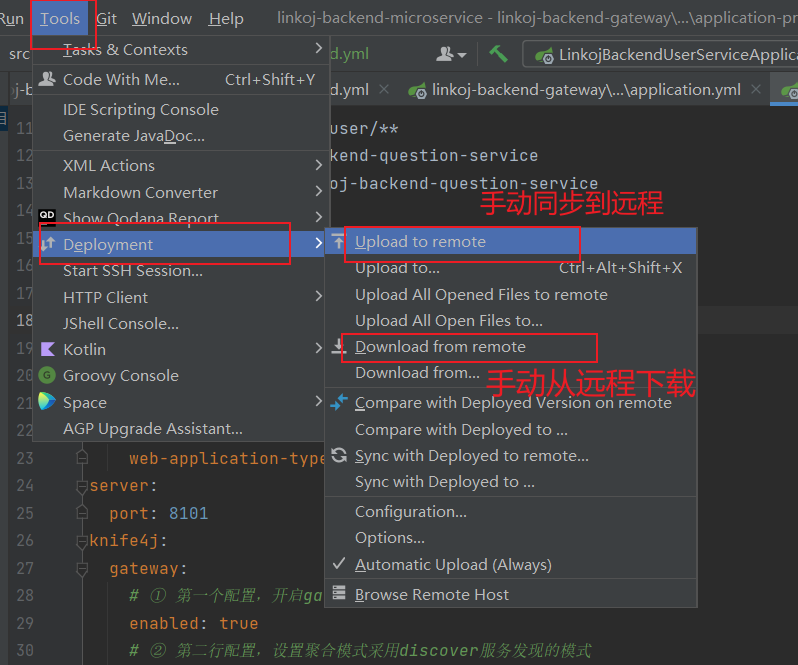 Run Tools Git Window Help linkoj-backend-microservice - linkoj-backend-gateway\...\application-pr
src d.yml LinkojBackendUserServiceApplica
oj-b d.yml linkoj-backend-gateway\...\application.yml
Tasks & Contexts
Code With Me... Ctrl+Shift+Y
IDE Scripting Console
Generate JavaDoc...
XML Actions
Markdown Converter
QD Show Qodana Report
Deployment
Start SSH Session...
HTTP Client
JShell Console...
Kotlin
G Groovy Console
Space
AGP Upgrade Assistant...
11 user/**
12 kend-question-service
13 oj-backend-question-service
14
15
16
17
18
19
20
21
22
手动同步到远程
Upload to remote
Upload to... Ctrl+Alt+Shift+X
Upload All Opened Files to remote
Upload All Open Files to...
Download from remote
Download from...
手动从远程下载
Compare with Deployed Version on remote
Compare with Deployed to ...
Sync with Deployed to remote...
Sync with Deployed to ...
Configuration...
Options...
Automatic Upload (Always)
Browse Remote Host
23 web-application-type
24 server:
25 port: 8101
26 knife4j:
27 gateway:
28 # ① 第一个配置，开启ga
29 enabled: true
30 # ② 第二行配置，设置聚合模式采用discover服务发现的模式